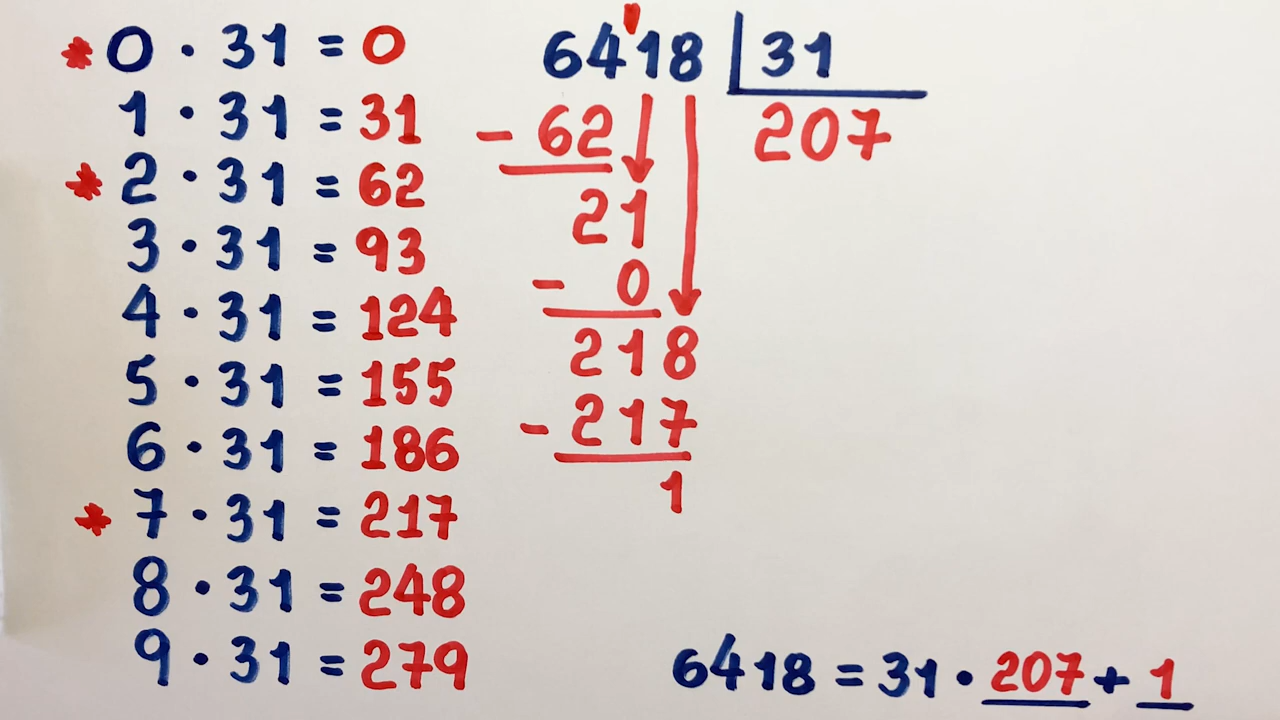 0 · 31 = 0
1 · 31 = 31
2 · 31 = 62
3 · 31 = 93
4 · 31 = 124
5 · 31 = 155
6 · 31 = 186
7 · 31 = 217
8 · 31 = 248
9 · 31 = 279
6418 31
- 62 207
21
- 0
218
- 217
1
6418 = 31 · 207 + 1